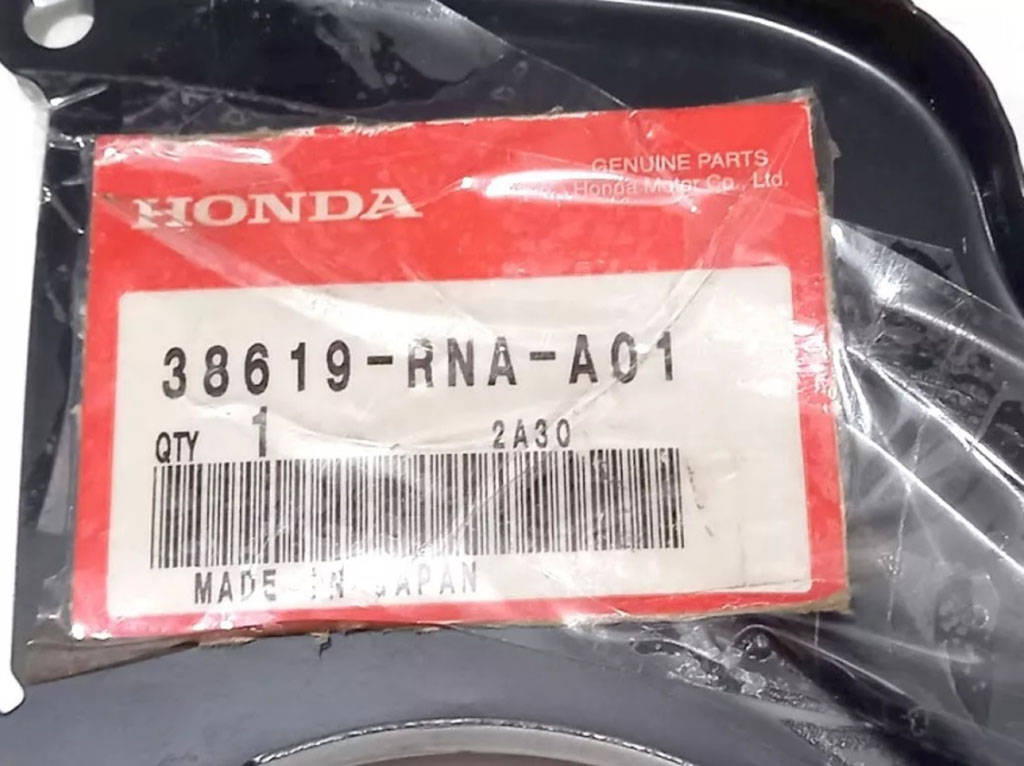 GENUINE PARTS
HONDA
Honda Motor Co., Ltd.
38619-RNA-A01
QTY 1 2A30
MADE IN JAPAN